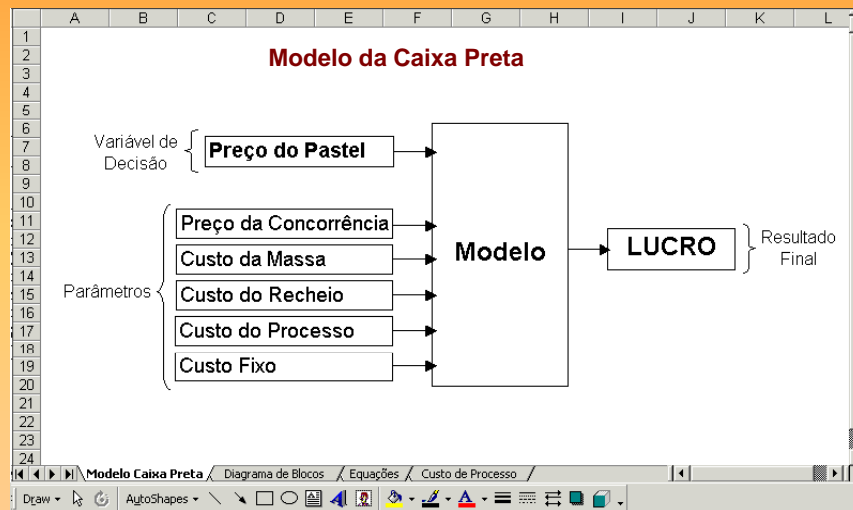 A B C D E F G H I J K L
1
2
3
4
5
6
7
8
9
10
11
12
13
14
15
16
17
18
19
20
21
22
23
24
Modelo da Caixa Preta
Variável de
Decisão
Preço do Pastel
Parâmetros
Preço da Concorrência
Custo da Massa
Custo do Recheio
Custo do Processo
Custo Fixo
Modelo
LUCRO
Resultado
Final
Modelo Caixa Preta / Diagrama de Blocos / Equações / Custo de Processo /
Draw AutoShapes